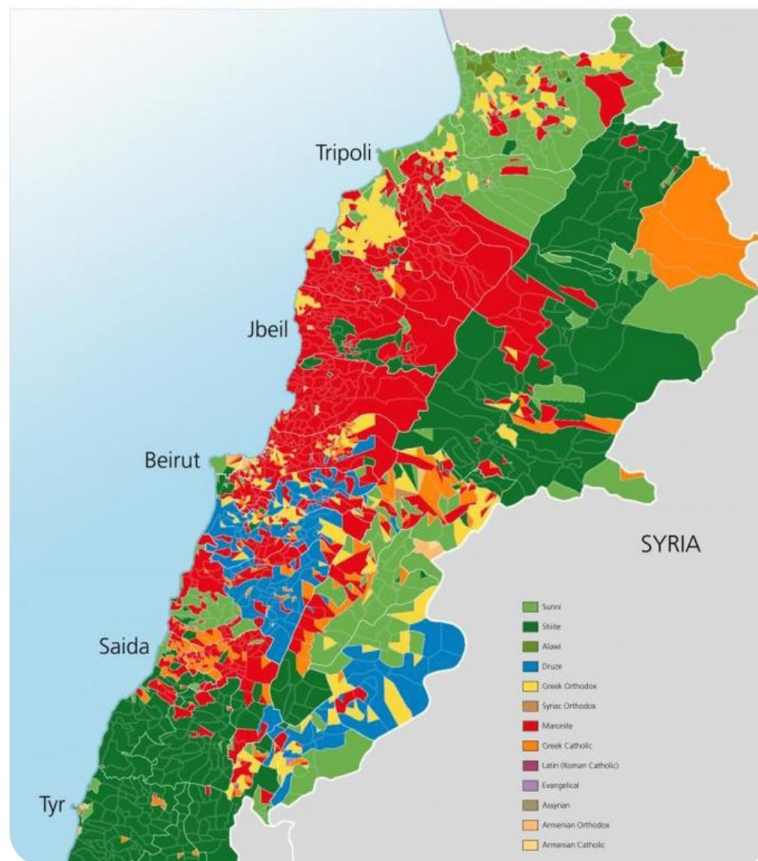 Tripoli
Jbeil
Beirut
SYRIA
Saida
Tyr
Sunni
Shiite
Alawi
Druze
Greek Orthodox
Syriac Orthodox
Maronite
Greek Catholic
Latin (Roman Catholic)
Evangelical
Assyrian
Armenian Orthodox
Armenian Catholic